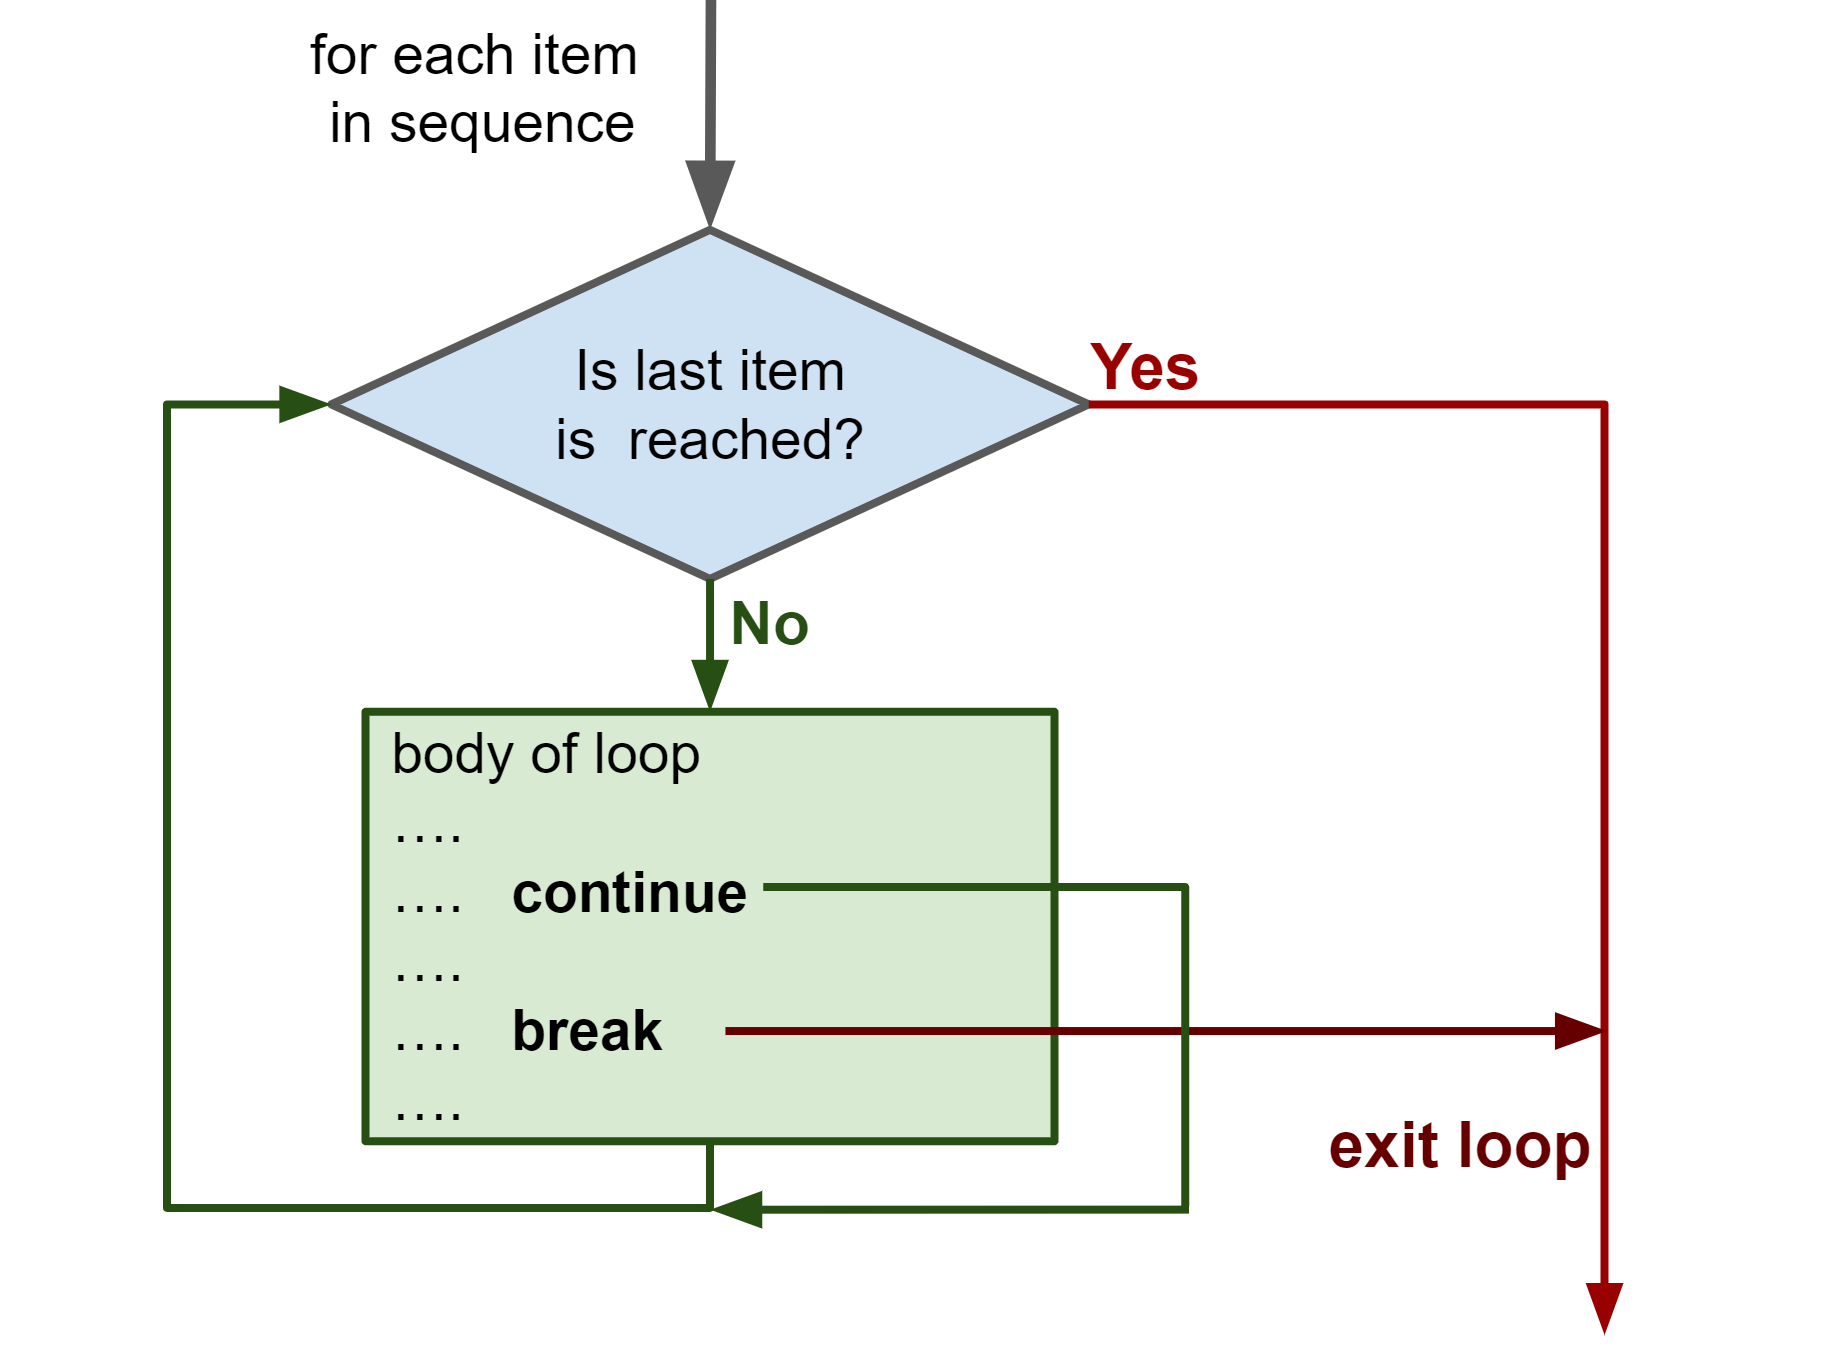 for each item
in sequence
Is last item
is  reached?
Yes
No
body of loop
....
.... continue
....
.... break
....
exit loop